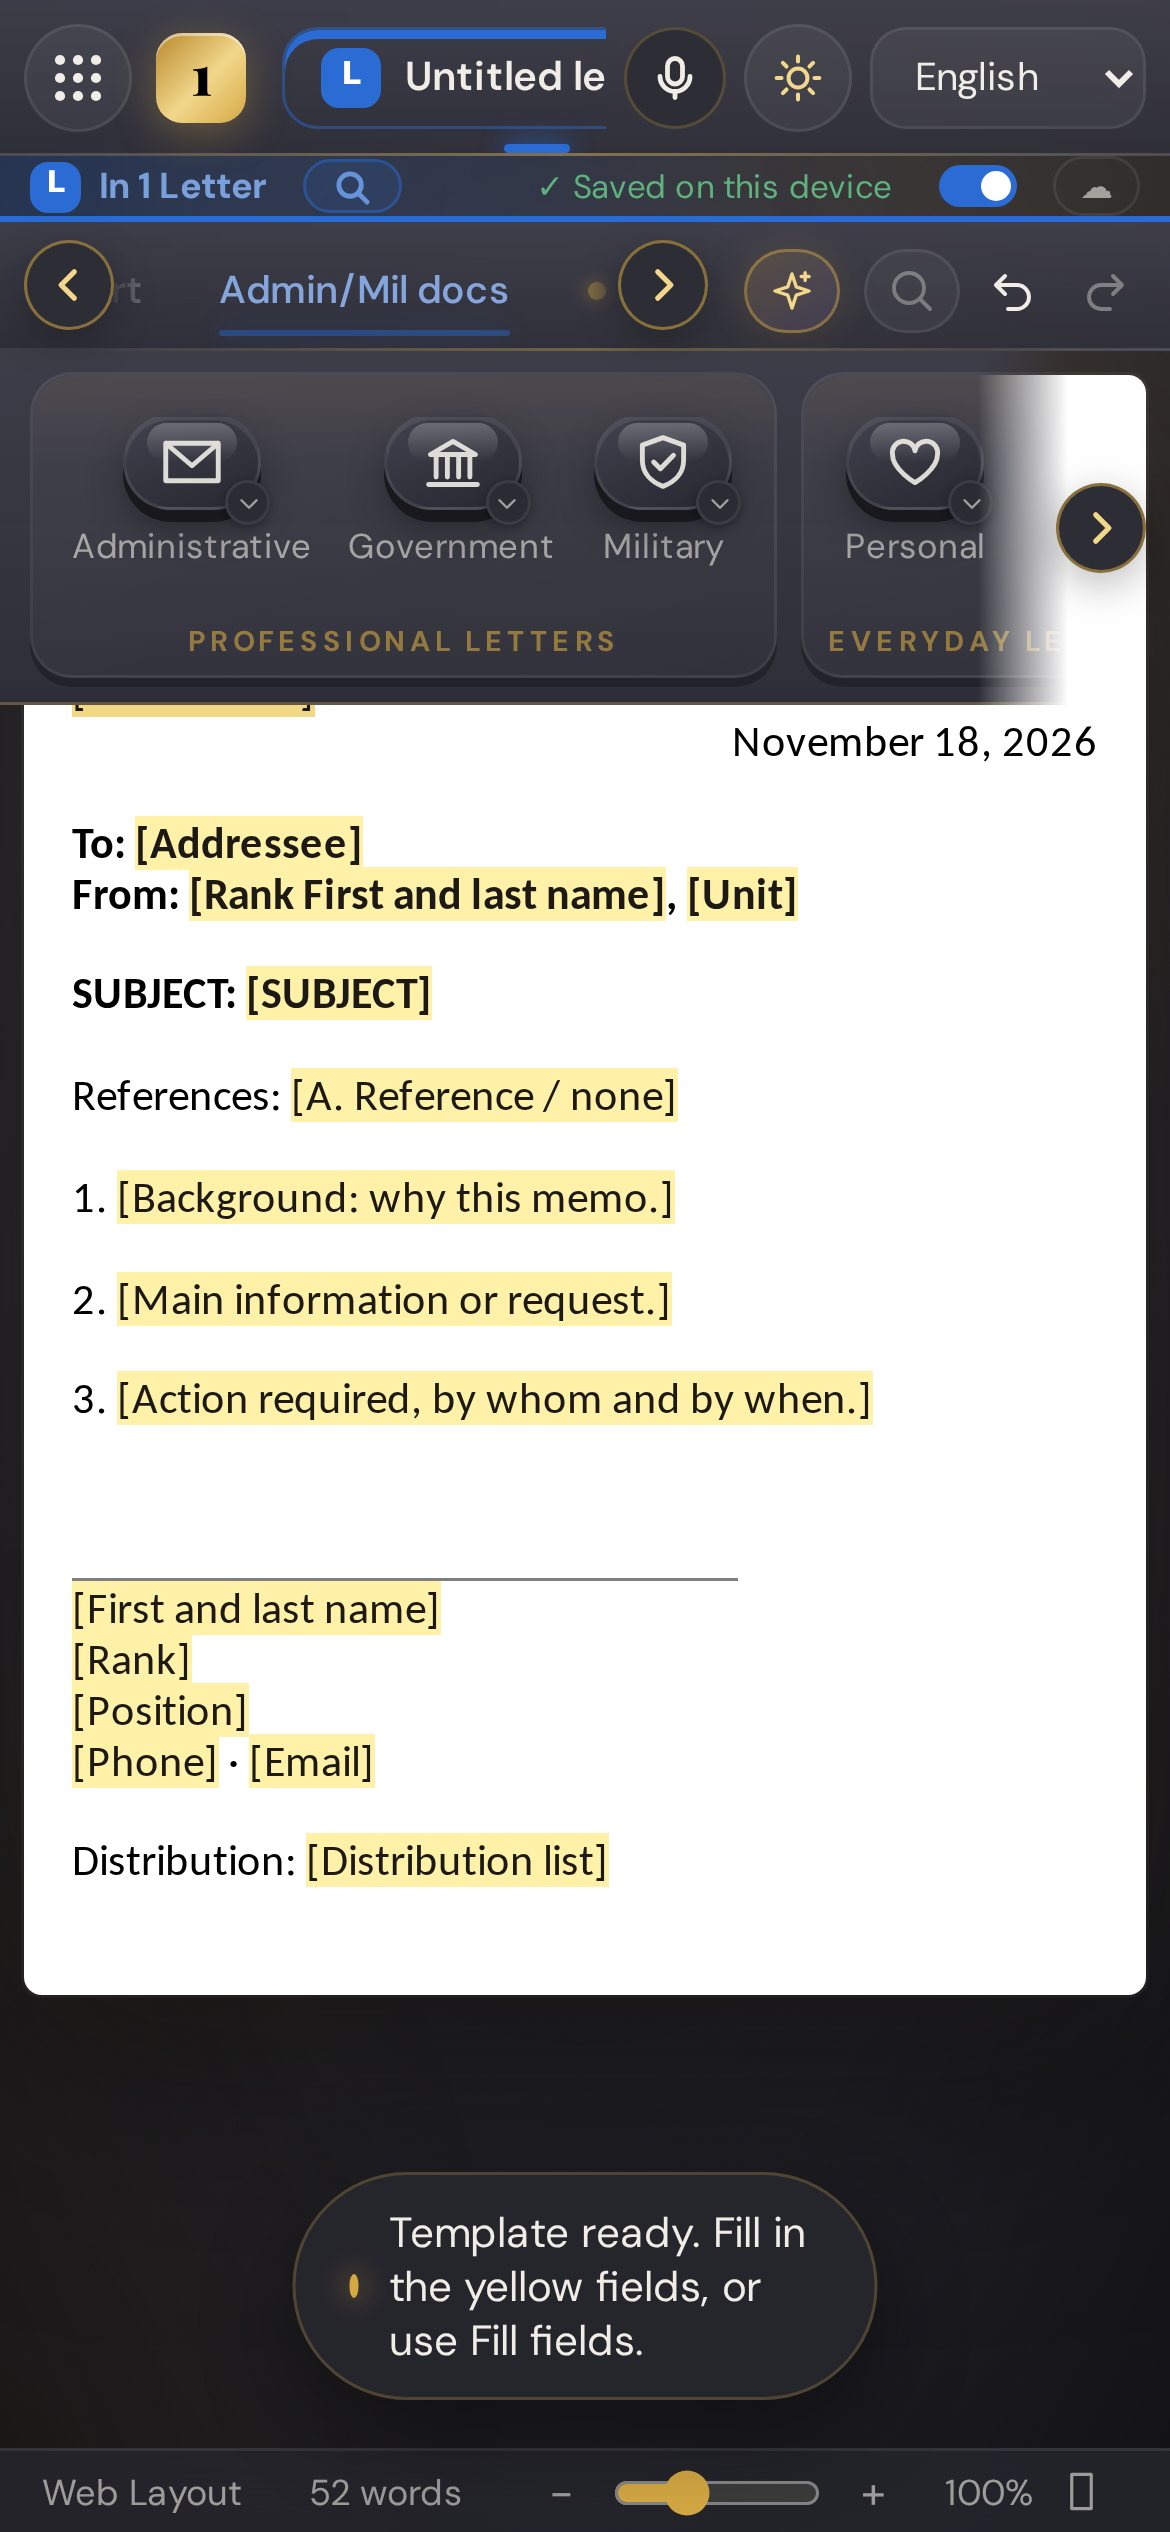 1
L
Untitled le
English
L
In 1 Letter
✓ Saved on this device
rt
Admin/Mil docs
Administrative
Government
Military
Personal
PROFESSIONAL LETTERS
EVERYDAY LE
November 18, 2026
To: [Addressee]
From: [Rank First and last name], [Unit]
SUBJECT: [SUBJECT]
References: [A. Reference / none]
1. [Background: why this memo.]
2. [Main information or request.]
3. [Action required, by whom and by when.]
[First and last name]
[Rank]
[Position]
[Phone] · [Email]
Distribution: [Distribution list]
Template ready. Fill in
the yellow fields, or
use Fill fields.
Web Layout
52 words
− + 100%